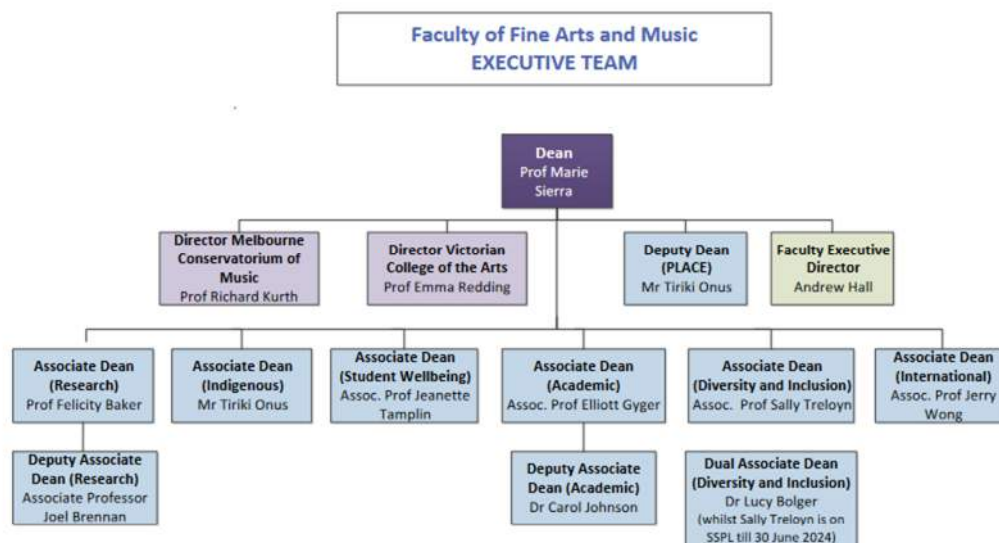 Faculty of Fine Arts and Music
EXECUTIVE TEAM
Dean
Prof Marie
Sierra
Director Melbourne
Conservatorium of
Music
Prof Richard Kurth
Director Victorian
College of the Arts
Prof Emma Redding
Deputy Dean
(PLACE)
Mr Tiriki Onus
Faculty Executive
Director
Andrew Hall
Associate Dean
(Research)
Prof Felicity Baker
Associate Dean
(Indigenous)
Mr Tiriki Onus
Associate Dean
(Student Wellbeing)
Assoc. Prof Jeanette
Tamplin
Associate Dean
(Academic)
Assoc. Prof Elliott Gyger
Associate Dean
(Diversity and Inclusion)
Assoc. Prof Sally Treloyn
Associate Dean
(International)
Assoc. Prof Jerry
Wong
Deputy Associate
Dean (Research)
Associate Professor
Joel Brennan
Deputy Associate
Dean (Academic)
Dr Carol Johnson
Dual Associate Dean
(Diversity and Inclusion)
Dr Lucy Bolger
(whilst Sally Treloyn is on
SSPL till 30 June 2024)